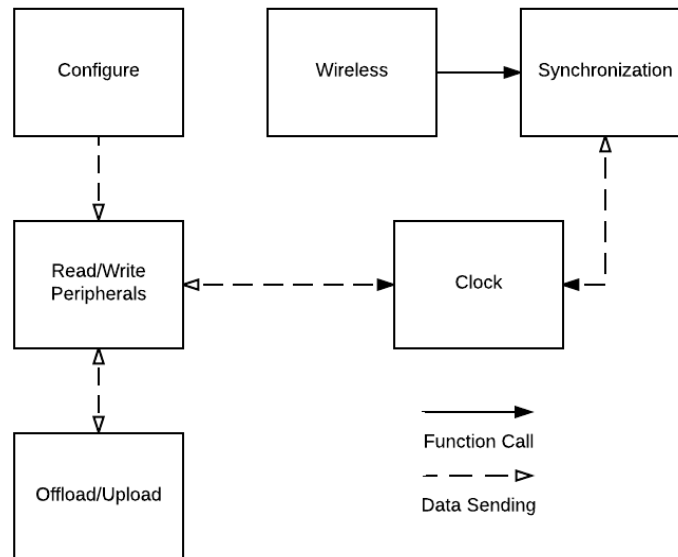 Configure
Wireless
Synchronization
Read/Write
Peripherals
Clock
Function Call
Offload/Upload
Data Sending